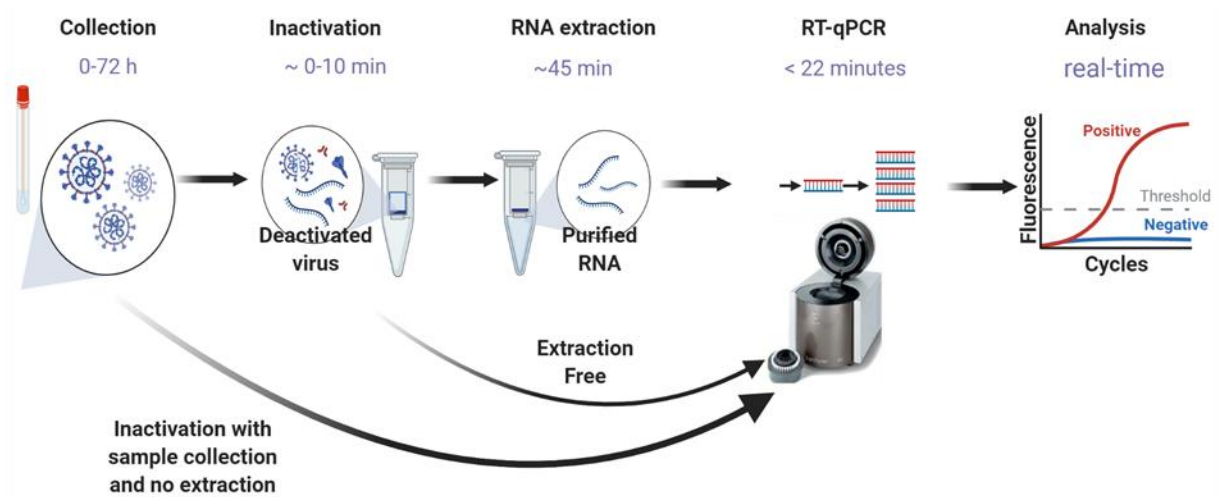 Collection
Inactivation
RNA extraction
RT-qPCR
Analysis
0-72 h
~ 0-10 min
~45 min
< 22 minutes
real-time
Deactivated
virus
Purified
RNA
Fluorescence
Positive
Threshold
Negative
Cycles
Extraction
Free
Inactivation with
sample collection
and no extraction